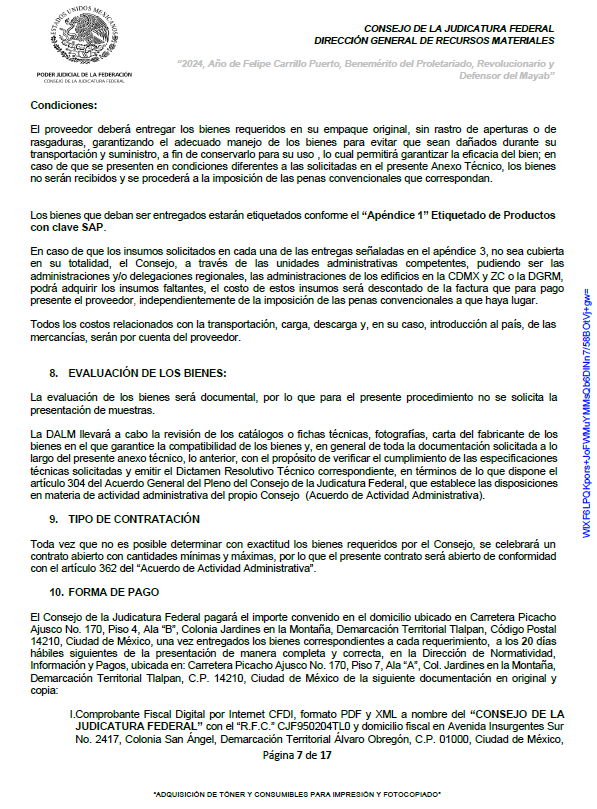 ESTADOS UNIDOS MEXICANOS
PODER JUDICIAL DE LA FEDERACIÓN
CONSEJO DE LA JUDICATURA FEDERAL
CONSEJO DE LA JUDICATURA FEDERAL
DIRECCIÓN GENERAL DE RECURSOS MATERIALES
"2024, Año de Felipe Carrillo Puerto, Benemérito del Proletariado, Revolucionario y
Defensor del Mayab"
Condiciones:
El proveedor deberá entregar los bienes requeridos en su empaque original, sin rastro de aperturas o de
rasgaduras, garantizando el adecuado manejo de los bienes para evitar que sean dañados durante su
transportación y suministro, a fin de conservarlo para su uso , lo cual permitirá garantizar la eficacia del bien; en
caso de que se presenten en condiciones diferentes a las solicitadas en el presente Anexo Técnico, los bienes
no serán recibidos y se procederá a la imposición de las penas convencionales que correspondan.
Los bienes que deban ser entregados estarán etiquetados conforme el "Apéndice 1" Etiquetado de Productos
con clave SAP.
En caso de que los insumos solicitados en cada una de las entregas señaladas en el apéndice 3, no sea cubierta
en su totalidad, el Consejo, a través de las unidades administrativas competentes, pudiendo ser las
administraciones y/o delegaciones regionales, las administraciones de los edificios en la CDMX y ZC o la DGRM,
podrá adquirir los insumos faltantes, el costo de estos insumos será descontado de la factura que para pago
presente el proveedor, independientemente de la imposición de las penas convencionales a que haya lugar.
Todos los costos relacionados con la transportación, carga, descarga y, en su caso, introducción al país, de las
mercancías, serán por cuenta del proveedor.
8. EVALUACIÓN DE LOS BIENES:
La evaluación de los bienes será documental, por lo que para el presente procedimiento no se solicita la
presentación de muestras.
La DALM llevará a cabo la revisión de los catálogos o fichas técnicas, fotografías, carta del fabricante de los
bienes en el que garantice la compatibilidad de los bienes y, en general de toda la documentación solicitada a lo
largo del presente anexo técnico, lo anterior, con el propósito de verificar el cumplimiento de las especificaciones
técnicas solicitadas y emitir el Dictamen Resolutivo Técnico correspondiente, en términos de lo que dispone el
artículo 304 del Acuerdo General del Pleno del Consejo de la Judicatura Federal, que establece las disposiciones
en materia de actividad administrativa del propio Consejo (Acuerdo de Actividad Administrativa).
9. TIPO DE CONTRATACIÓN
Toda vez que no es posible determinar con exactitud los bienes requeridos por el Consejo, se celebrará un
contrato abierto con cantidades mínimas y máximas, por lo que el presente contrato será abierto de conformidad
con el artículo 362 del "Acuerdo de Actividad Administrativa".
10. FORMA DE PAGO
El Consejo de la Judicatura Federal pagará el importe convenido en el domicilio ubicado en Carretera Picacho
Ajusco No. 170, Piso 4, Ala "B", Colonia Jardines en la Montaña, Demarcación Territorial Tlalpan, Código Postal
14210, Ciudad de México, una vez entregados los bienes correspondientes a cada requerimiento, a los 20 días
hábiles siguientes de la presentación de manera completa y correcta, en la Dirección de Normatividad,
Información y Pagos, ubicada en: Carretera Picacho Ajusco No. 170, Piso 7, Ala "A", Col. Jardines en la Montaña,
Demarcación Territorial Tlalpan, C.P. 14210, Ciudad de México de la siguiente documentación en original y
copia:
I.Comprobante Fiscal Digital por Internet CFDI, formato PDF y XML a nombre del "CONSEJO DE LA
JUDICATURA FEDERAL" con el "R.F.C." CJF950204TL0 y domicilio fiscal en Avenida Insurgentes Sur
No. 2417, Colonia San Ángel, Demarcación Territorial Álvaro Obregón, C.P. 01000, Ciudad de México,
Página 7 de 17
"ADQUISICIÓN DE TÓNER Y CONSUMIBLES PARA IMPRESIÓN Y FOTOCOPIADO"